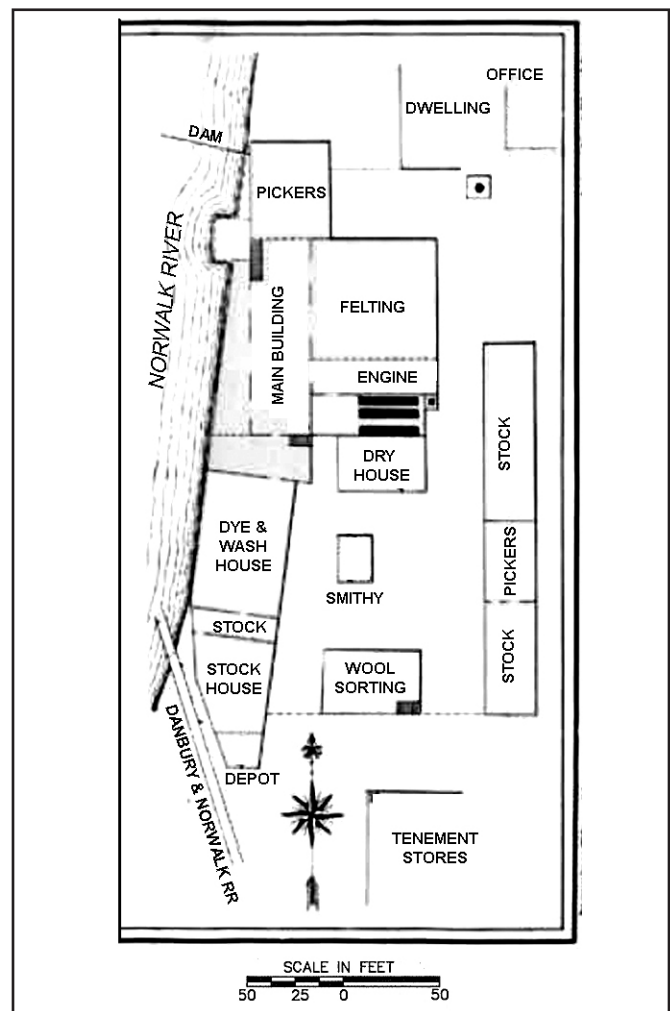 OFFICE
DWELLING
DAM
PICKERS
NORWALK RIVER
MAIN BUILDING
FELTING
ENGINE
STOCK
DRY
HOUSE
DYE &
WASH
HOUSE
PICKERS
SMITHY
STOCK
STOCK
HOUSE
WOOL
SORTING
STOCK
DANBURY & NORWALK RR
DEPOT
TENEMENT
STORES
SCALE IN FEET
50 25 0 50